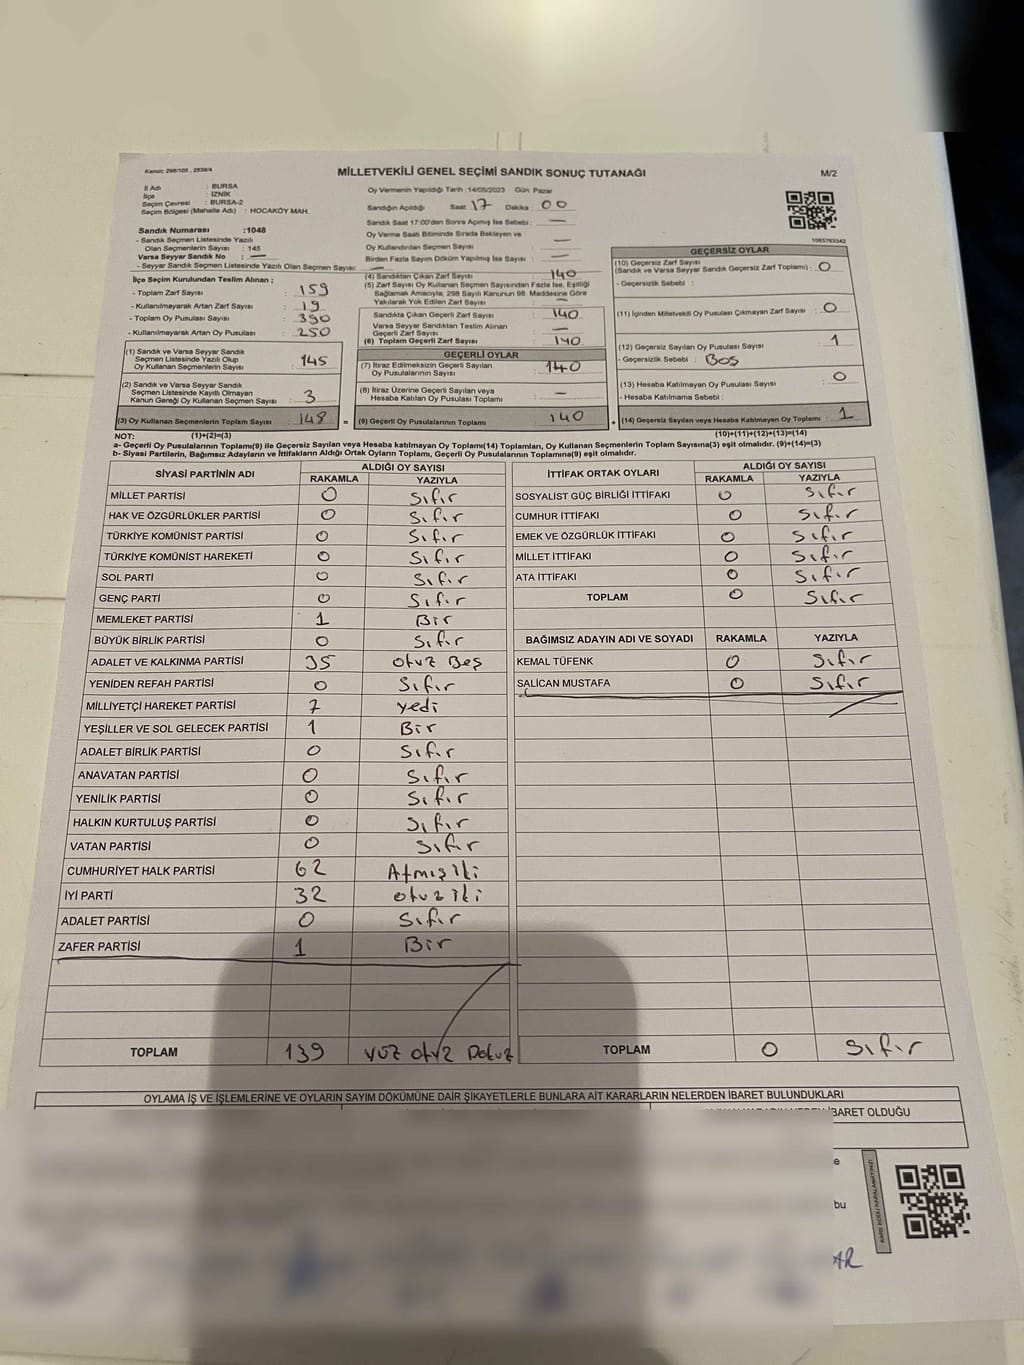 Kanun: 298/105 , 2839/4
MİLLETVEKİLİ GENEL SEÇİMİ SANDIK SONUÇ TUTANAĞI
M/2
İl Adı : BURSA
İlçe : İZNİK
Seçim Çevresi : BURSA-2
Seçim Bölgesi (Mahalle Adı) : HOCAKÖY MAH.
Sandık Numarası :1048
- Sandık Seçmen Listesinde Yazılı
Olan Seçmenlerin Sayısı : 145
Varsa Seyyar Sandık No : —
- Seyyar Sandık Seçmen Listesinde Yazılı Olan Seçmen Sayısı: —
İlçe Seçim Kurulundan Teslim Alınan ;
- Toplam Zarf Sayısı : 159
- Kullanılmayarak Artan Zarf Sayısı : 19
- Toplam Oy Pusulası Sayısı : 390
- Kullanılmayarak Artan Oy Pusulası : 250
(1) Sandık ve Varsa Seyyar Sandık
Seçmen Listesinde Yazılı Olup
Oy Kullanan Seçmenlerin Sayısı : 145
(2) Sandık ve Varsa Seyyar Sandık
Seçmen Listesinde Kayıtlı Olmayan
Kanun Gereği Oy Kullanan Seçmen Sayısı : 3
(3) Oy Kullanan Seçmenlerin Toplam Sayısı : 148 =
Oy Vermenin Yapıldığı Tarih :14/05/2023 Gün: Pazar
Sandığın Açıldığı Saat : 17 Dakika : 00
Sandık Saat 17:00'den Sonra Açılmış İse Sebebi : —
Oy Verme Saati Bitiminde Sırada Bekleyen ve
Oy Kullandırılan Seçmen Sayısı : —
Birden Fazla Sayım Döküm Yapılmış İse Sayısı : —
(4) Sandıktan Çıkan Zarf Sayısı : 140
(5) Zarf Sayısı Oy Kullanan Seçmen Sayısından Fazla İse, Eşitliği
Sağlamak Amacıyla, 298 Sayılı Kanunun 98. Maddesine Göre
Yakılarak Yok Edilen Zarf Sayısı : —
Sandıkta Çıkan Geçerli Zarf Sayısı : 140
Varsa Seyyar Sandıktan Teslim Alınan
Geçerli Zarf Sayısı : —
(6) Toplam Geçerli Zarf Sayısı : 140
GEÇERLİ OYLAR
(7) İtiraz Edilmeksizin Geçerli Sayılan
Oy Pusulalarının Sayısı : 140
(8) İtiraz Üzerine Geçerli Sayılan veya
Hesaba Katılan Oy Pusulası Toplamı : —
(9) Geçerli Oy Pusulalarının Toplamı : 140 +
1083763342
GEÇERSİZ OYLAR
(10) Geçersiz Zarf Sayısı
(Sandık ve Varsa Seyyar Sandık Geçersiz Zarf Toplamı) : 0
- Geçersizlik Sebebi :
(11) İçinden Milletvekili Oy Pusulası Çıkmayan Zarf Sayısı : 0
(12) Geçersiz Sayılan Oy Pusulası Sayısı : 1
- Geçersizlik Sebebi : Boş
(13) Hesaba Katılmayan Oy Pusulası Sayısı : 0
- Hesaba Katılmama Sebebi :
(14) Geçersiz Sayılan veya Hesaba Katılmayan Oy Toplamı : 1
NOT: (1)+(2)=(3) (10)+(11)+(12)+(13)=(14)
a- Geçerli Oy Pusulalarının Toplamı(9) ile Geçersiz Sayılan veya Hesaba katılmayan Oy Toplamı(14) Toplamları, Oy Kullanan Seçmenlerin Toplam Sayısına(3) eşit olmalıdır. (9)+(14)=(3)
b- Siyasi Partilerin, Bağımsız Adayların ve İttifakların Aldığı Ortak Oyların Toplamı, Geçerli Oy Pusulalarının Toplamına(9) eşit olmalıdır.
SİYASİ PARTİNİN ADI ALDIĞI OY SAYISI
RAKAMLA YAZIYLA
MİLLET PARTİSİ 0 Sıfır
HAK VE ÖZGÜRLÜKLER PARTİSİ 0 Sıfır
TÜRKİYE KOMÜNİST PARTİSİ 0 Sıfır
TÜRKİYE KOMÜNİST HAREKETİ 0 Sıfır
SOL PARTİ 0 Sıfır
GENÇ PARTİ 0 Sıfır
MEMLEKET PARTİSİ 1 Bir
BÜYÜK BİRLİK PARTİSİ 0 Sıfır
ADALET VE KALKINMA PARTİSİ 35 otuz Beş
YENİDEN REFAH PARTİSİ 0 Sıfır
MİLLİYETÇİ HAREKET PARTİSİ 7 yedi
YEŞİLLER VE SOL GELECEK PARTİSİ 1 Bir
ADALET BİRLİK PARTİSİ 0 Sıfır
ANAVATAN PARTİSİ 0 Sıfır
YENİLİK PARTİSİ 0 Sıfır
HALKIN KURTULUŞ PARTİSİ 0 Sıfır
VATAN PARTİSİ 0 Sıfır
CUMHURİYET HALK PARTİSİ 62 Atmış iki
İYİ PARTİ 32 otuz iki
ADALET PARTİSİ 0 Sıfır
ZAFER PARTİSİ 1 Bir
TOPLAM 139 yüz otuz Dokuz
İTTİFAK ORTAK OYLARI ALDIĞI OY SAYISI
RAKAMLA YAZIYLA
SOSYALİST GÜÇ BİRLİĞİ İTTİFAKI 0 Sıfır
CUMHUR İTTİFAKI 0 Sıfır
EMEK VE ÖZGÜRLÜK İTTİFAKI 0 Sıfır
MİLLET İTTİFAKI 0 Sıfır
ATA İTTİFAKI 0 Sıfır
TOPLAM 0 Sıfır
BAĞIMSIZ ADAYIN ADI VE SOYADI RAKAMLA YAZIYLA
KEMAL TÜFENK 0 Sıfır
SALİCAN MUSTAFA 0 Sıfır
TOPLAM 0 Sıfır
OYLAMA İŞ VE İŞLEMLERİNE VE OYLARIN SAYIM DÖKÜMÜNE DAİR ŞİKAYETLERLE BUNLARA AİT KARARLARIN NELERDEN İBARET BULUNDUKLARI
İBARET OLDUĞU
bu
KARE KODU KARALAMAYINIZ!
AR